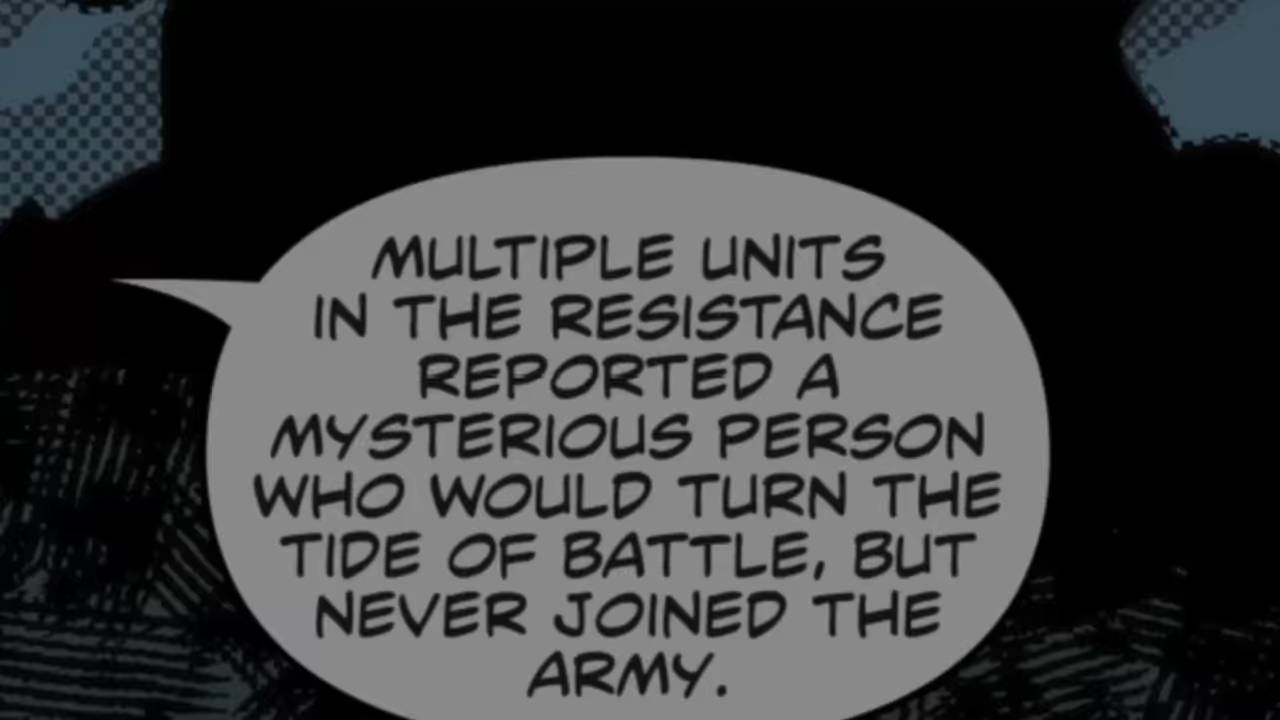 MULTIPLE UNITS
IN THE RESISTANCE
REPORTED A
MYSTERIOUS PERSON
WHO WOULD TURN THE
TIDE OF BATTLE, BUT
NEVER JOINED THE
ARMY.